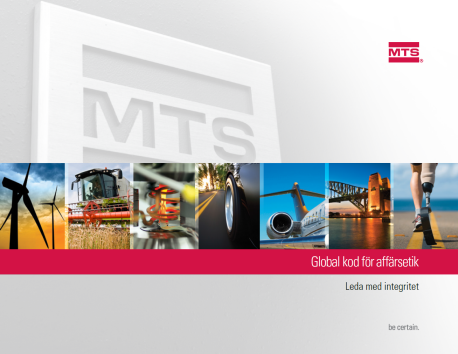 MTS
MTS®
Global kod för affärsetik
Leda med integritet
be certain.